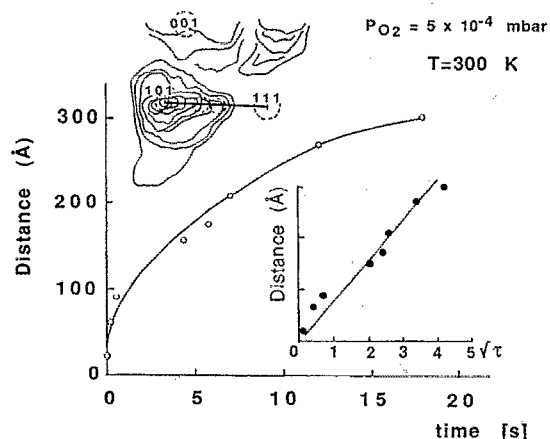 001
P O2 = 5 x 10⁻⁴ mbar
T=300 K
101
111
300
200
100
0
Distance (Å)
Distance (Å)
0 1 2 3 4 5 √τ
0 5 10 15 20
time [s]